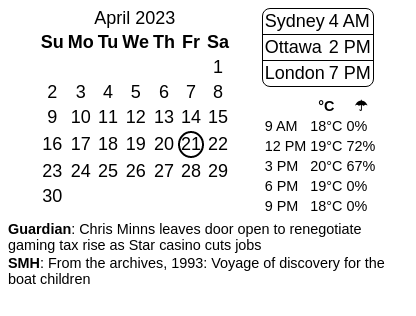 April 2023
Su Mo Tu We Th Fr Sa
1
2 3 4 5 6 7 8
9 10 11 12 13 14 15
16 17 18 19 20 21 22
23 24 25 26 27 28 29
30
Sydney 4 AM
Ottawa 2 PM
London 7 PM
°C ☂
9 AM 18°C 0%
12 PM 19°C 72%
3 PM 20°C 67%
6 PM 19°C 0%
9 PM 18°C 0%
Guardian: Chris Minns leaves door open to renegotiate
gaming tax rise as Star casino cuts jobs
SMH: From the archives, 1993: Voyage of discovery for the
boat children